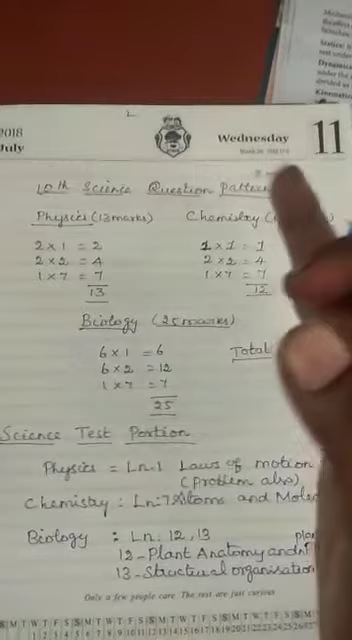 2018
July
Wednesday
11
10th Science Question Pattern
Physics (13 marks)
Chemistry (
2 x 1 = 2
2 x 2 = 4
1 x 7 = 7
13
1 x 1 = 1
2 x 2 = 4
1 x 7 = 7
12
Biology (25 marks)
6 x 1 = 6
6 x 2 = 12
1 x 7 = 7
25
Total
Science Test Portion
Physics = Ln-1 Laws of motion
(Problem also)
Chemistry : Ln:7 Atoms and Mole
Biology : Ln: 12, 13
12-Plant Anatomy and
13-Structural organisation
Only a few people care. The rest are just curious
S M T W T F S S M T W T F S S M T W T F S S M T W T F S S M